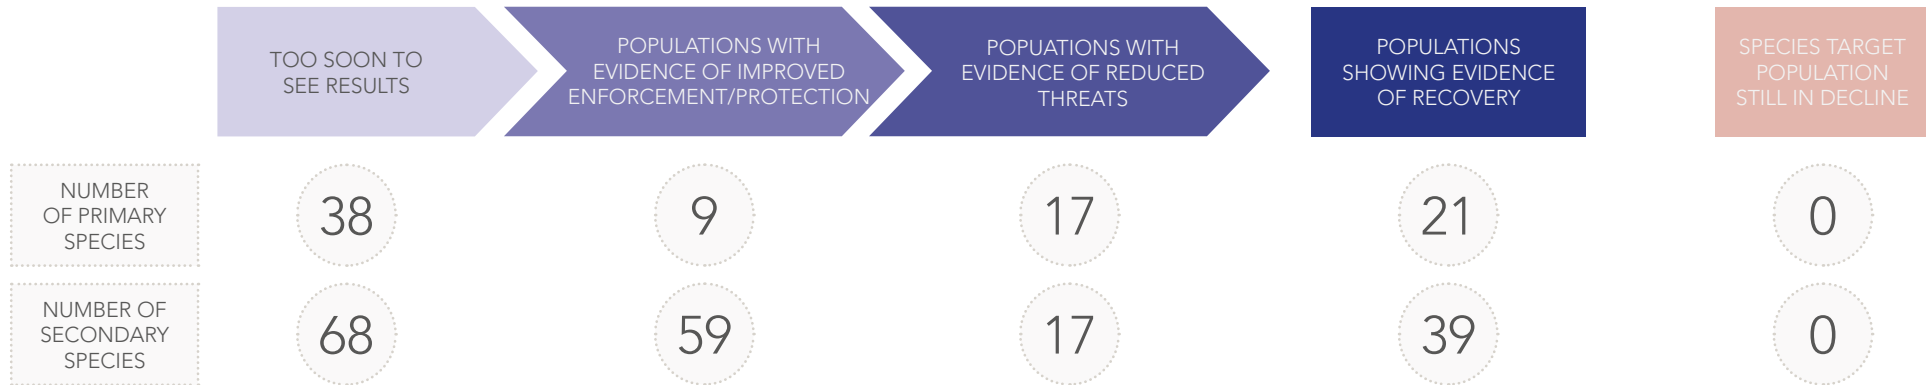 TOO SOON TO
SEE RESULTS
POPULATIONS WITH
EVIDENCE OF IMPROVED
ENFORCEMENT/PROTECTION
POPUATIONS WITH
EVIDENCE OF REDUCED
THREATS
POPULATIONS
SHOWING EVIDENCE
OF RECOVERY
SPECIES TARGET
POPULATION
STILL IN DECLINE
NUMBER
OF PRIMARY
SPECIES
38
9
17
21
0
NUMBER OF
SECONDARY
SPECIES
68
59
17
39
0